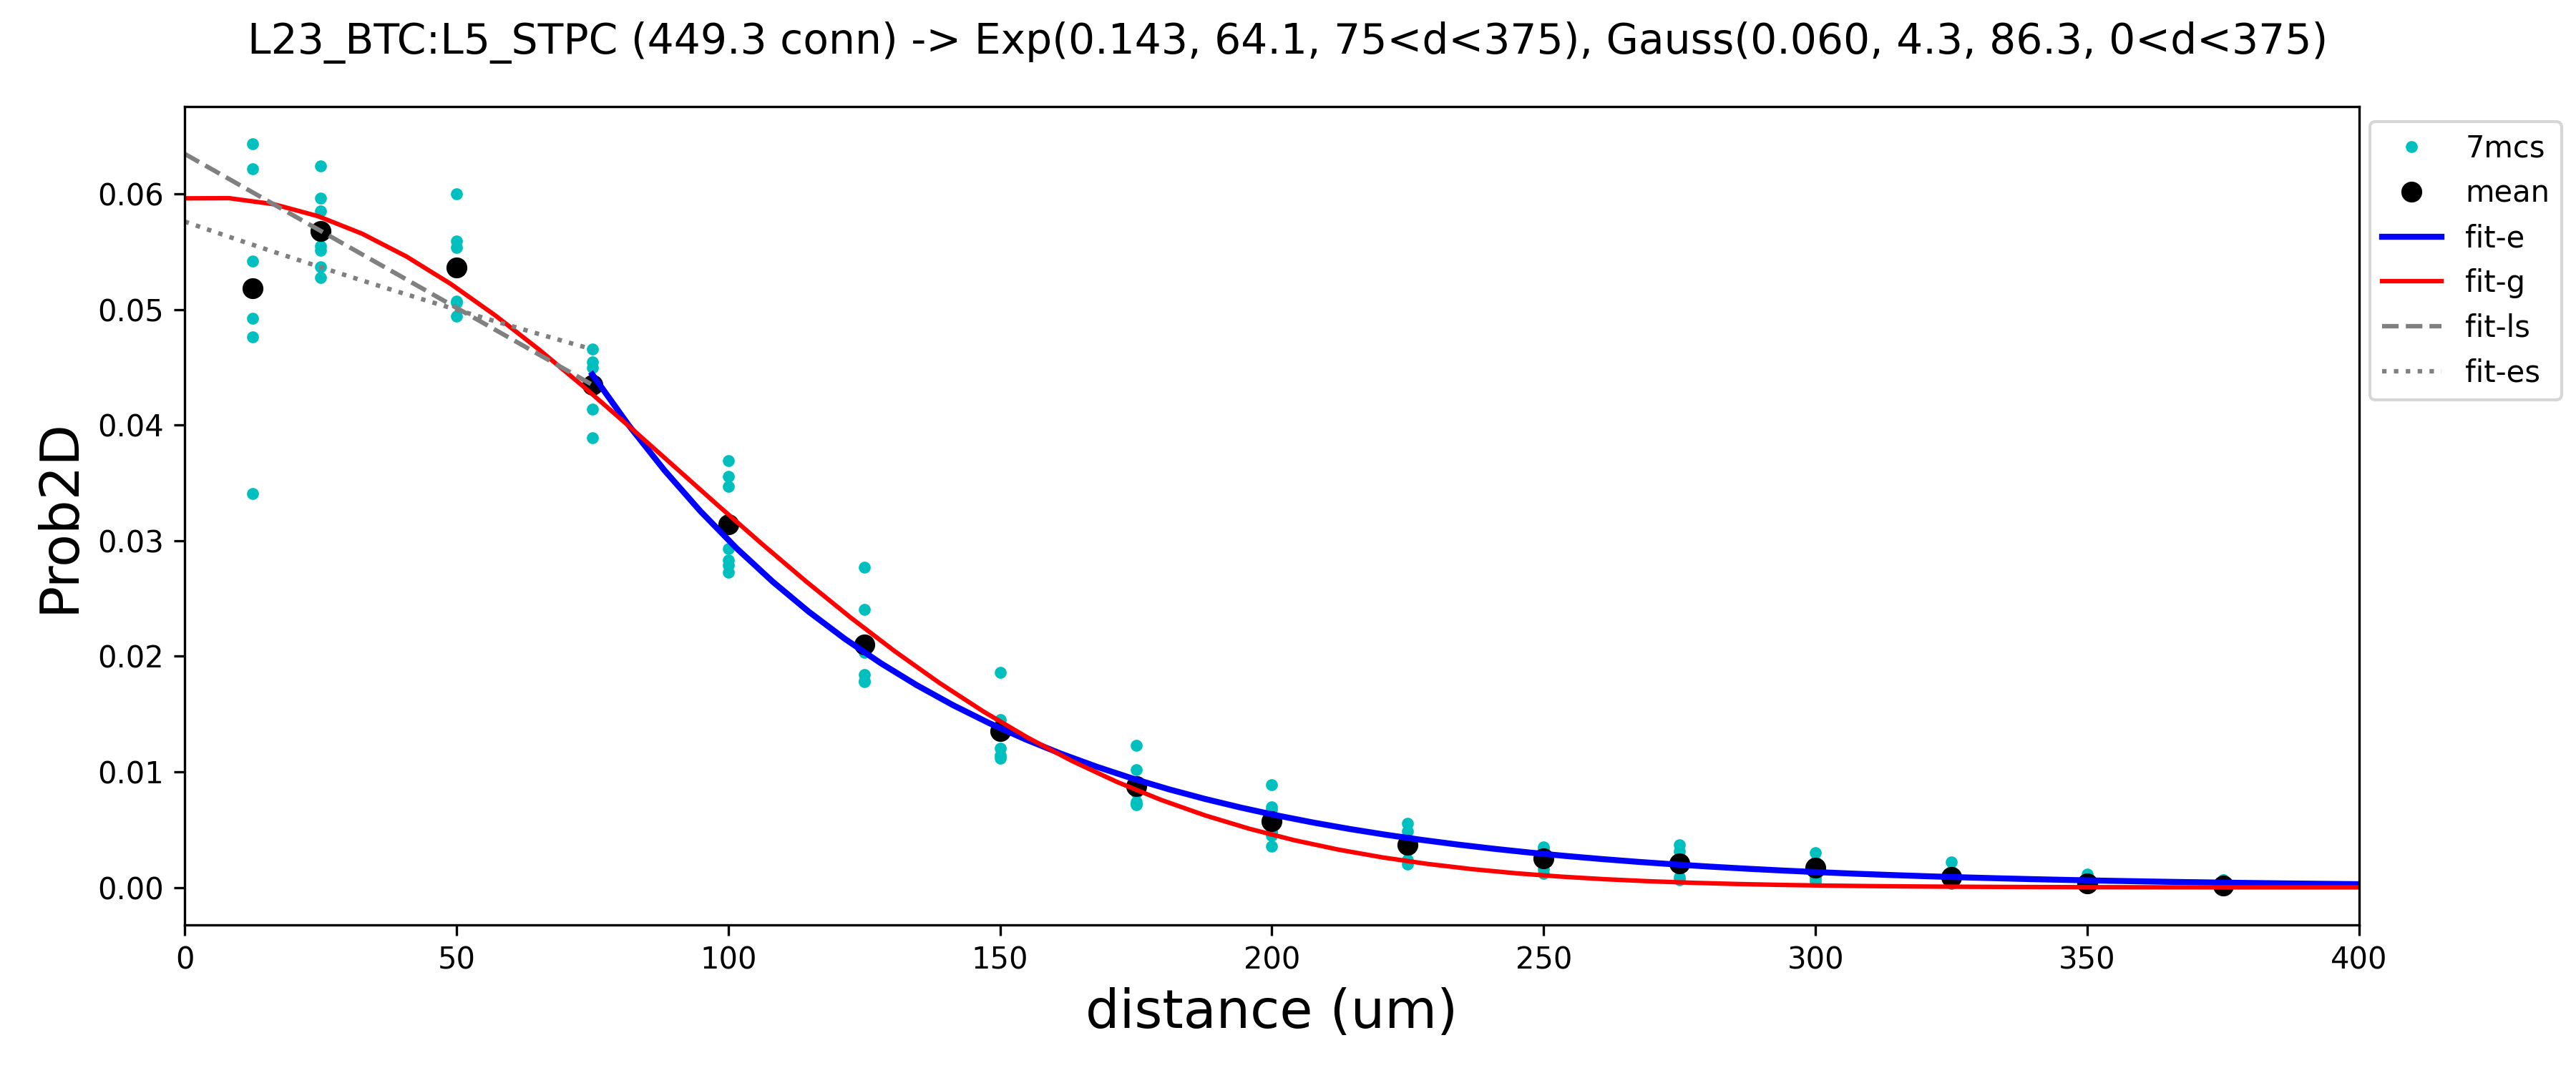 L23_BTC:L5_STPC (449.3 conn) -> Exp(0.143, 64.1, 75<d<375), Gauss(0.060, 4.3, 86.3, 0<d<375)
7mcs
mean
fit-e
fit-g
fit-ls
fit-es
Prob2D
0.06
0.05
0.04
0.03
0.02
0.01
0.00
0 50 100 150 200 250 300 350 400
distance (um)